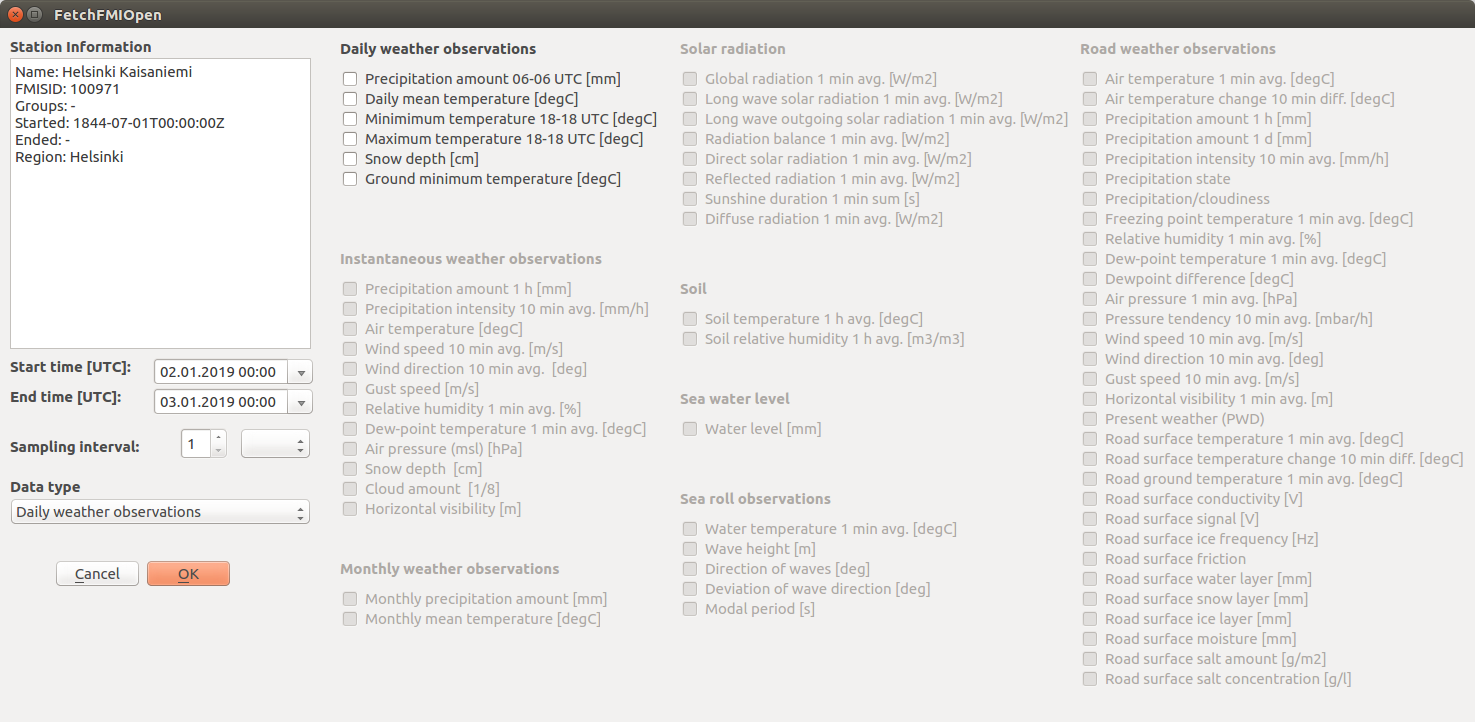 FetchFMIOpen
Station Information
Name: Helsinki Kaisaniemi
FMISID: 100971
Groups: -
Started: 1844-07-01T00:00:00Z
Ended: -
Region: Helsinki
Start time [UTC]:
02.01.2019 00:00
End time [UTC]:
03.01.2019 00:00
Sampling interval:
1
Data type
Daily weather observations
Cancel
OK
Daily weather observations
Precipitation amount 06-06 UTC [mm]
Daily mean temperature [degC]
Minimimum temperature 18-18 UTC [degC]
Maximum temperature 18-18 UTC [degC]
Snow depth [cm]
Ground minimum temperature [degC]
Instantaneous weather observations
Precipitation amount 1 h [mm]
Precipitation intensity 10 min avg. [mm/h]
Air temperature [degC]
Wind speed 10 min avg. [m/s]
Wind direction 10 min avg.  [deg]
Gust speed [m/s]
Relative humidity 1 min avg. [%]
Dew-point temperature 1 min avg. [degC]
Air pressure (msl) [hPa]
Snow depth  [cm]
Cloud amount  [1/8]
Horizontal visibility [m]
Monthly weather observations
Monthly precipitation amount [mm]
Monthly mean temperature [degC]
Solar radiation
Global radiation 1 min avg. [W/m2]
Long wave solar radiation 1 min avg. [W/m2]
Long wave outgoing solar radiation 1 min avg. [W/m2]
Radiation balance 1 min avg. [W/m2]
Direct solar radiation 1 min avg. [W/m2]
Reflected radiation 1 min avg. [W/m2]
Sunshine duration 1 min sum [s]
Diffuse radiation 1 min avg. [W/m2]
Soil
Soil temperature 1 h avg. [degC]
Soil relative humidity 1 h avg. [m3/m3]
Sea water level
Water level [mm]
Sea roll observations
Water temperature 1 min avg. [degC]
Wave height [m]
Direction of waves [deg]
Deviation of wave direction [deg]
Modal period [s]
Road weather observations
Air temperature 1 min avg. [degC]
Air temperature change 10 min diff. [degC]
Precipitation amount 1 h [mm]
Precipitation amount 1 d [mm]
Precipitation intensity 10 min avg. [mm/h]
Precipitation state
Precipitation/cloudiness
Freezing point temperature 1 min avg. [degC]
Relative humidity 1 min avg. [%]
Dew-point temperature 1 min avg. [degC]
Dewpoint difference [degC]
Air pressure 1 min avg. [hPa]
Pressure tendency 10 min avg. [mbar/h]
Wind speed 10 min avg. [m/s]
Wind direction 10 min avg. [deg]
Gust speed 10 min avg. [m/s]
Horizontal visibility 1 min avg. [m]
Present weather (PWD)
Road surface temperature 1 min avg. [degC]
Road surface temperature change 10 min diff. [degC]
Road ground temperature 1 min avg. [degC]
Road surface conductivity [V]
Road surface signal [V]
Road surface ice frequency [Hz]
Road surface friction
Road surface water layer [mm]
Road surface snow layer [mm]
Road surface ice layer [mm]
Road surface moisture [mm]
Road surface salt amount [g/m2]
Road surface salt concentration [g/l]